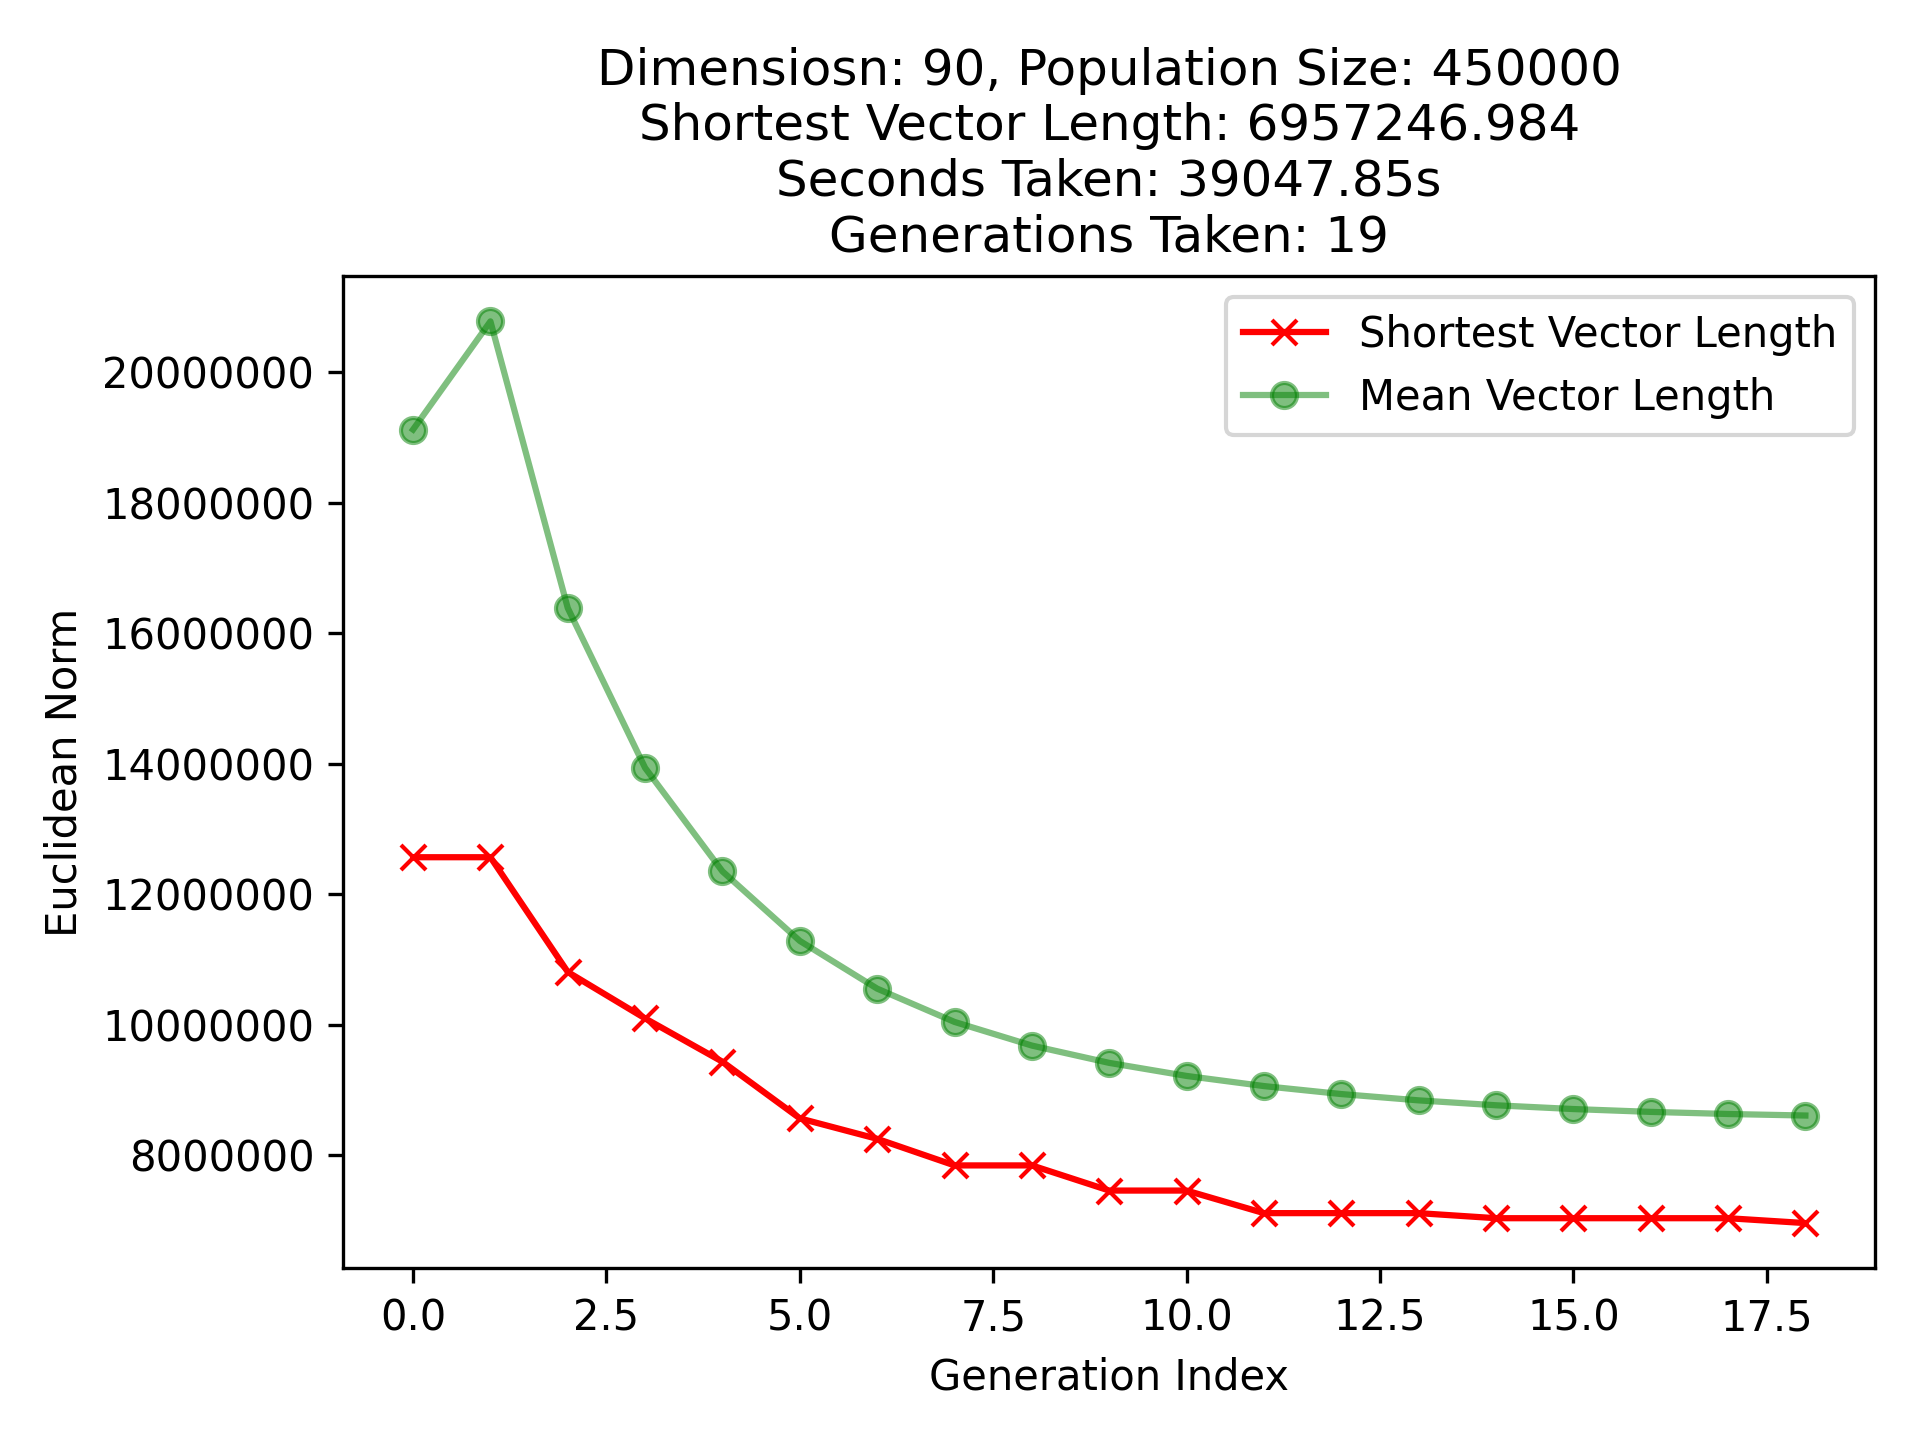 Dimensiosn: 90, Population Size: 450000
Shortest Vector Length: 6957246.984
Seconds Taken: 39047.85s
Generations Taken: 19
Shortest Vector Length
Mean Vector Length
Euclidean Norm
20000000
18000000
16000000
14000000
12000000
10000000
8000000
0.0 2.5 5.0 7.5 10.0 12.5 15.0 17.5
Generation Index